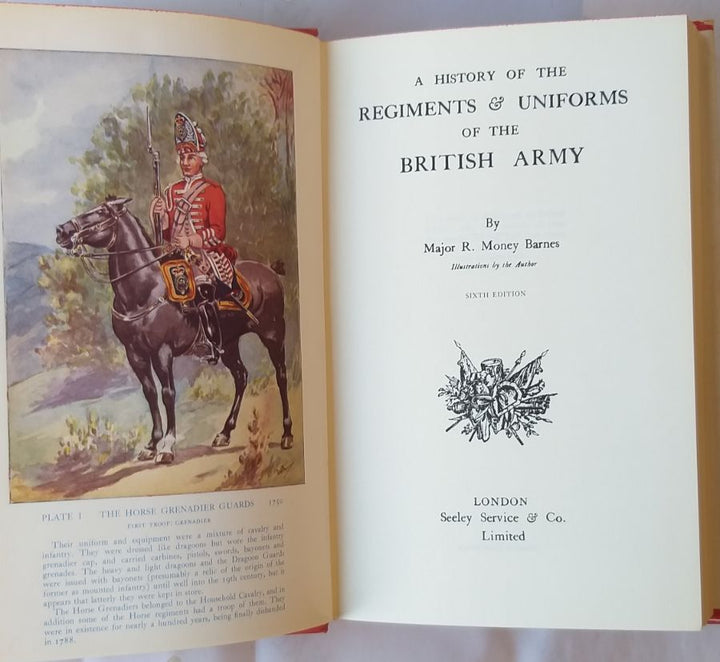 PLATE 1 THE HORSE GRENADIER GUARDS 1750
FIRST TROOP: GRENADIER
Their uniform and equipment were a mixture of cavalry and
infantry. They were dressed like dragoons but wore the infantry
grenadier cap, and carried carbines, pistols, swords, bayonets and
grenades. The heavy and light dragoons and the Dragoon Guards
were issued with bayonets (presumably a relic of the origin of the
former as mounted infantry) until well into the 19th century, but it
appears that latterly they were kept in store.
The Horse Grenadiers belonged to the Household Cavalry, and in
addition some of the Horse regiments had a troop of them. They
were in existence for nearly a hundred years, being finally disbanded
in 1788.
A HISTORY OF THE
REGIMENTS & UNIFORMS
OF THE
BRITISH ARMY
By
Major R. Money Barnes
Illustrations by the Author
SIXTH EDITION
LONDON
Seeley Service & Co.
Limited